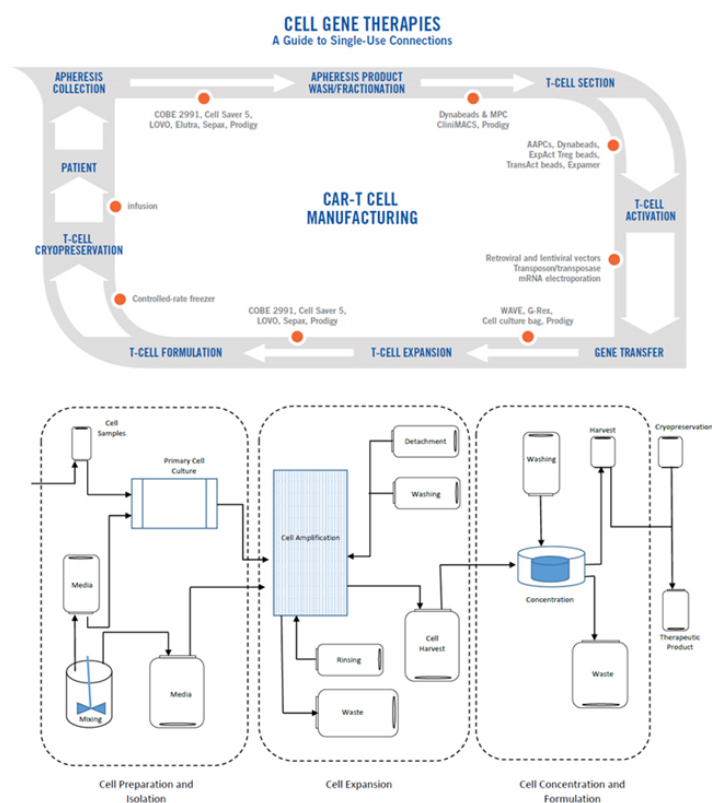 CELL GENE THERAPIES
A Guide to Single-Use Connections
APHERESIS
COLLECTION
APHERESIS PRODUCT
WASH/FRACTIONATION
T-CELL SECTION
COBE 2991, Cell Saver 5,
LOVO, Elutra, Sepax, Prodigy
Dynabeads & MPC
CliniMACS, Prodigy
AAPCs, Dynabeads,
ExpAct Treg beads,
TransAct beads, Expamer
PATIENT
CAR-T CELL
MANUFACTURING
infusion
T-CELL
ACTIVATION
T-CELL
CRYOPRESERVATION
Retroviral and lentiviral vectors
Transposon/transposase
mRNA electroporation
Controlled-rate freezer
COBE 2991, Cell Saver 5,
LOVO, Sepax, Prodigy
WAVE, G-Rex,
Cell culture bag, Prodigy
T-CELL FORMULATION
T-CELL EXPANSION
GENE TRANSFER
Cell
Samples
Primary Cell
Culture
Media
Mixing
Media
Detachment
Washing
Cell Amplification
Rinsing
Waste
Cell
Harvest
Washing
Harvest
Cryopreservation
Concentration
Waste
Therapeutic
Product
Cell Preparation and
Isolation
Cell Expansion
Cell Concentration and
Formulation